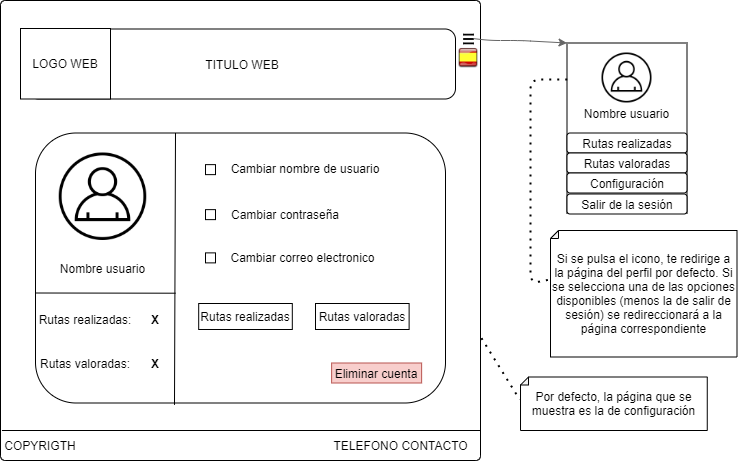 LOGO WEB
TITULO WEB
Nombre usuario
Rutas realizadas
Rutas valoradas
Configuración
Salir de la sesión
Cambiar nombre de usuario
Cambiar contraseña
Cambiar correo electronico
Nombre usuario
Rutas realizadas: X
Rutas valoradas: X
Rutas realizadas
Rutas valoradas
Eliminar cuenta
Si se pulsa el icono, te redirige a
la página del perfil por defecto. Si
se selecciona una de las opciones
disponibles (menos la de salir de
sesión) se redireccionará a la
página correspondiente
Por defecto, la página que se
muestra es la de configuración
COPYRIGTH
TELEFONO CONTACTO